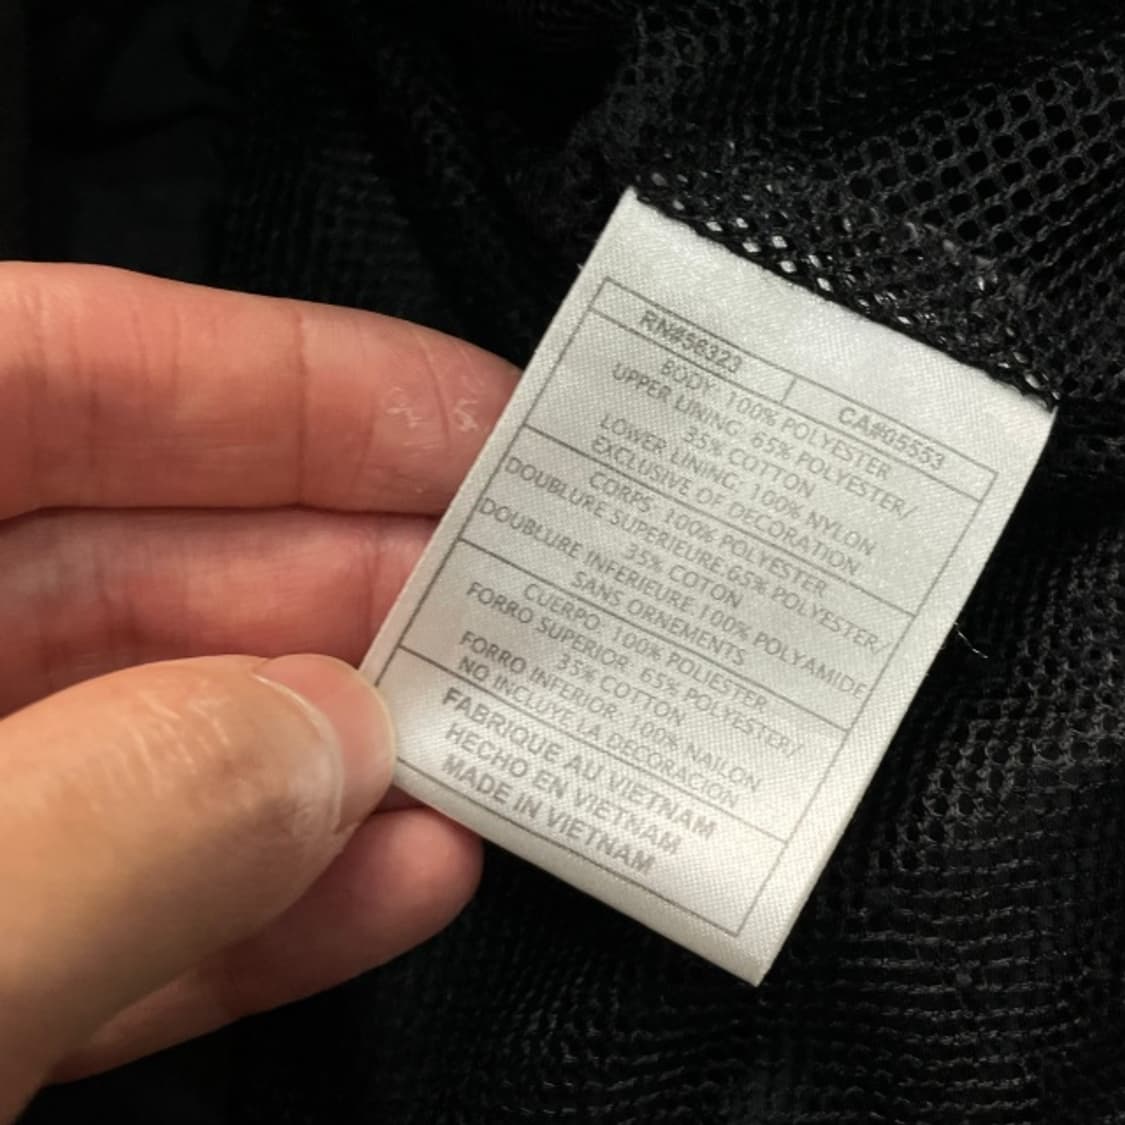 RN#58323
CA#05553
BODY: 100% POLYESTER
UPPER LINING: 65% POLYESTER/
35% COTTON
LOWER LINING: 100% NYLON
EXCLUSIVE OF DECORATION
CORPS: 100% POLYESTER
DOUBLURE SUPERIEURE:65% POLYESTER/
35% COTON
DOUBLURE INFERIEURE:100% POLYAMIDE
SANS ORNEMENTS
CUERPO: 100% POLIESTER
FORRO SUPERIOR: 65% POLYESTER/
35% COTTON
FORRO INFERIOR: 100% NAILON
NO INCLUYE LA DECORACION
FABRIQUE AU VIETNAM
HECHO EN VIETNAM
MADE IN VIETNAM